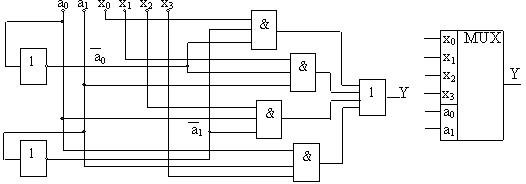 a₀ a₁ x₀ x₁ x₂ x₃
&
1
a̅₀
&
1 Y
&
a̅₁
1
&
x₀ MUX
x₁
x₂ Y
x₃
a₀
a₁